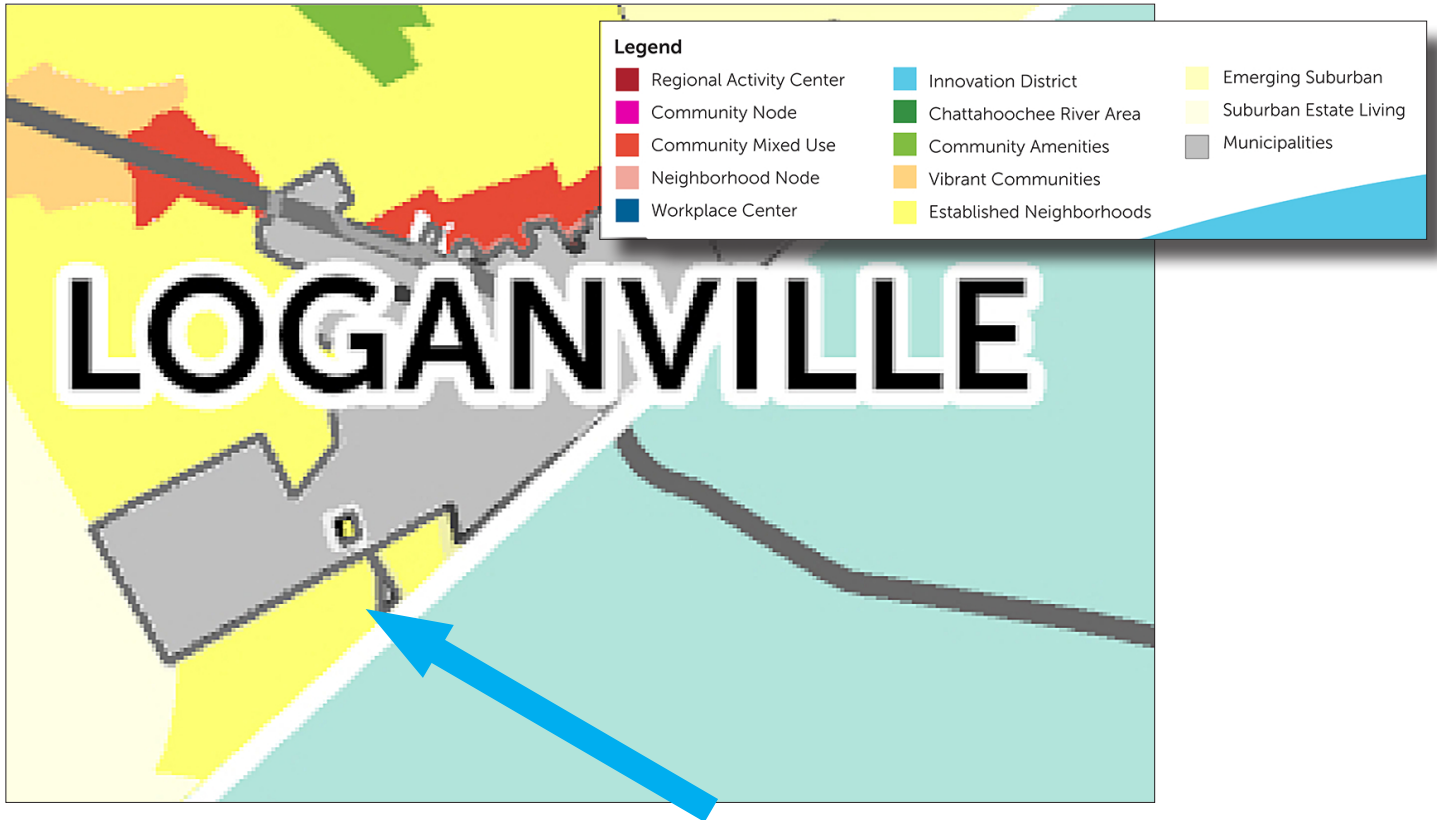 Legend
Regional Activity Center
Community Node
Community Mixed Use
Neighborhood Node
Workplace Center
Innovation District
Chattahoochee River Area
Community Amenities
Vibrant Communities
Established Neighborhoods
Emerging Suburban
Suburban Estate Living
Municipalities
LOGANVILLE